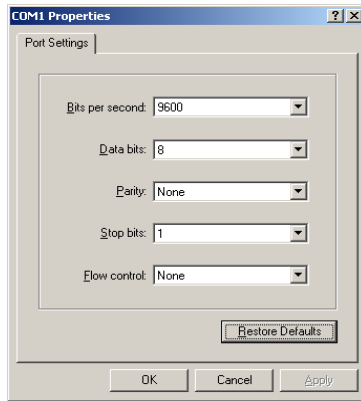 COM1 Properties
Port Settings
Bits per second: 9600
Data bits: 8
Parity: None
Stop bits: 1
Flow control: None
Restore Defaults
OK Cancel Apply